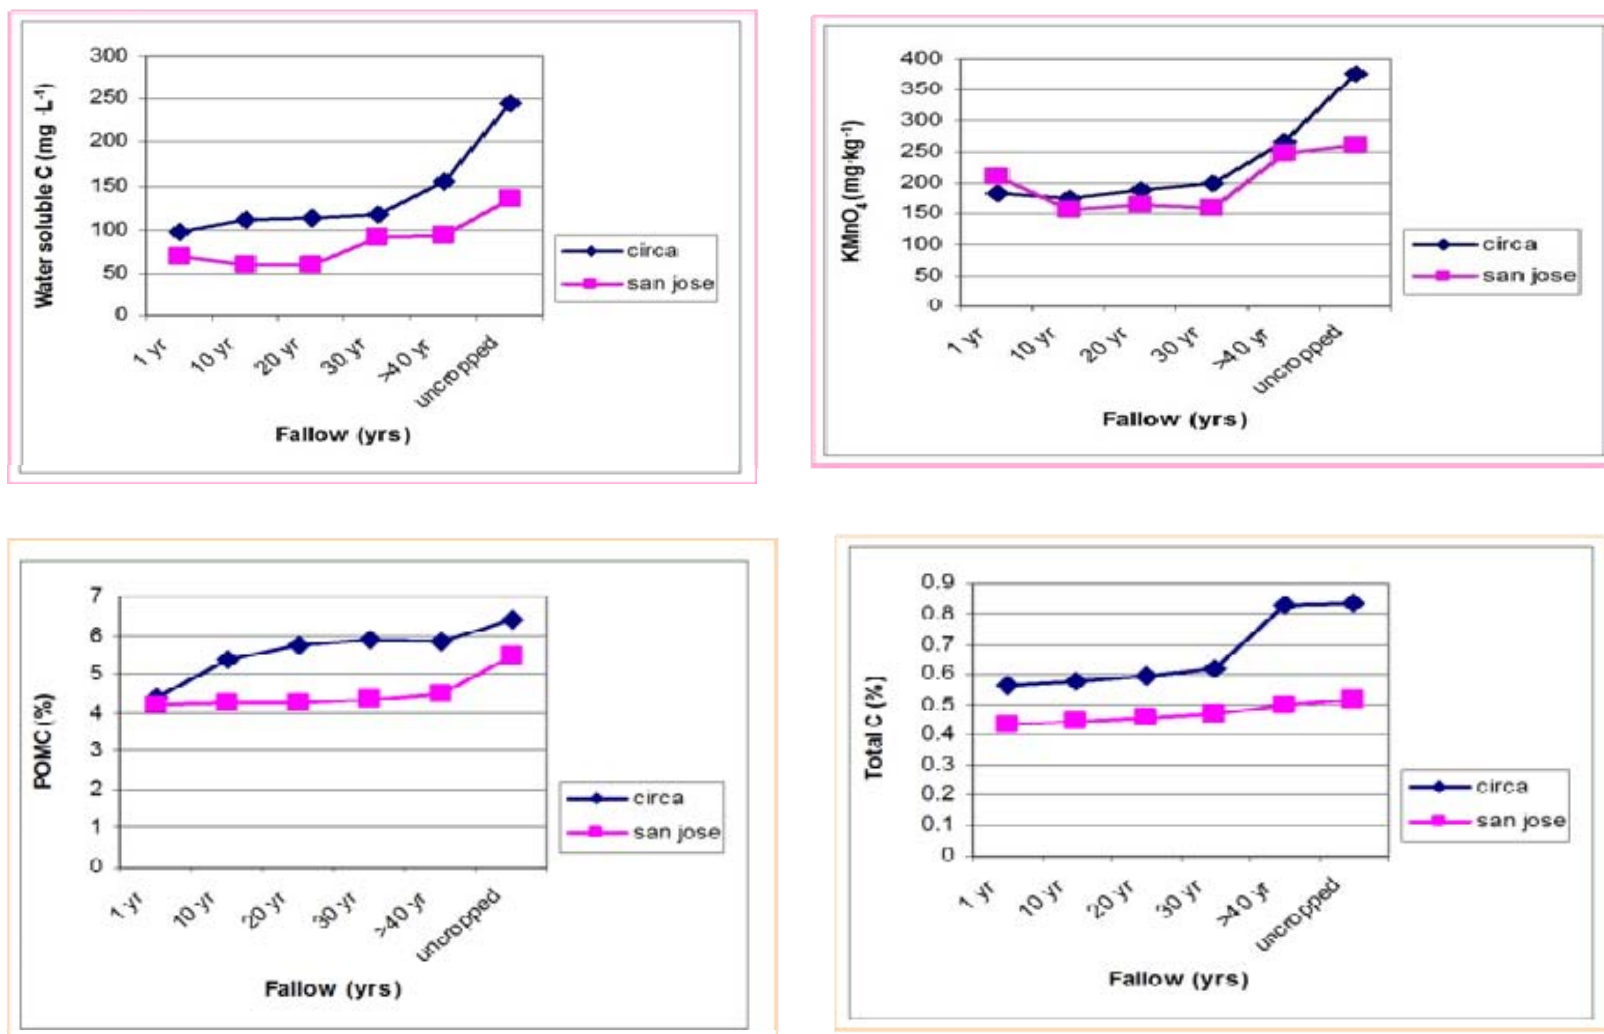 300
250
200
150
100
50
0
Water soluble C (mg ·L⁻¹)
1 yr
10 yr
20 yr
30 yr
>40 yr
uncropped
Fallow (yrs)
circa
san jose
400
350
300
250
200
150
100
50
0
KMnO₄ (mg·kg⁻¹)
1 yr
10 yr
20 yr
30 yr
>40 yr
uncropped
Fallow (yrs)
circa
san jose
7
6
5
4
3
2
1
0
POMC (%)
1 yr
10 yr
20 yr
30 yr
>40 yr
uncropped
Fallow (yrs)
circa
san jose
0.9
0.8
0.7
0.6
0.5
0.4
0.3
0.2
0.1
0
Total C (%)
1 yr
10 yr
20 yr
30 yr
>40 yr
uncropped
Fallow (yrs)
circa
san jose